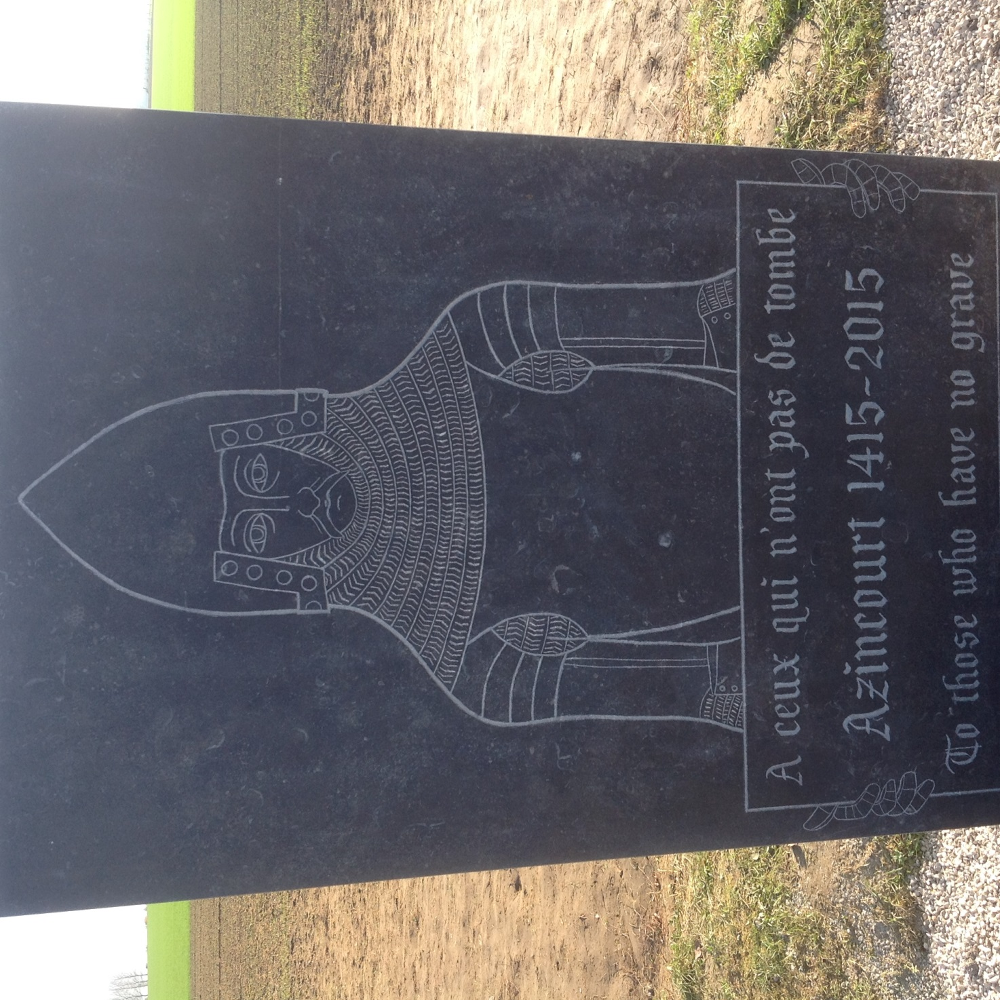 A ceux qui n'ont pas de tombe
Azincourt 1415-2015
To those who have no grave